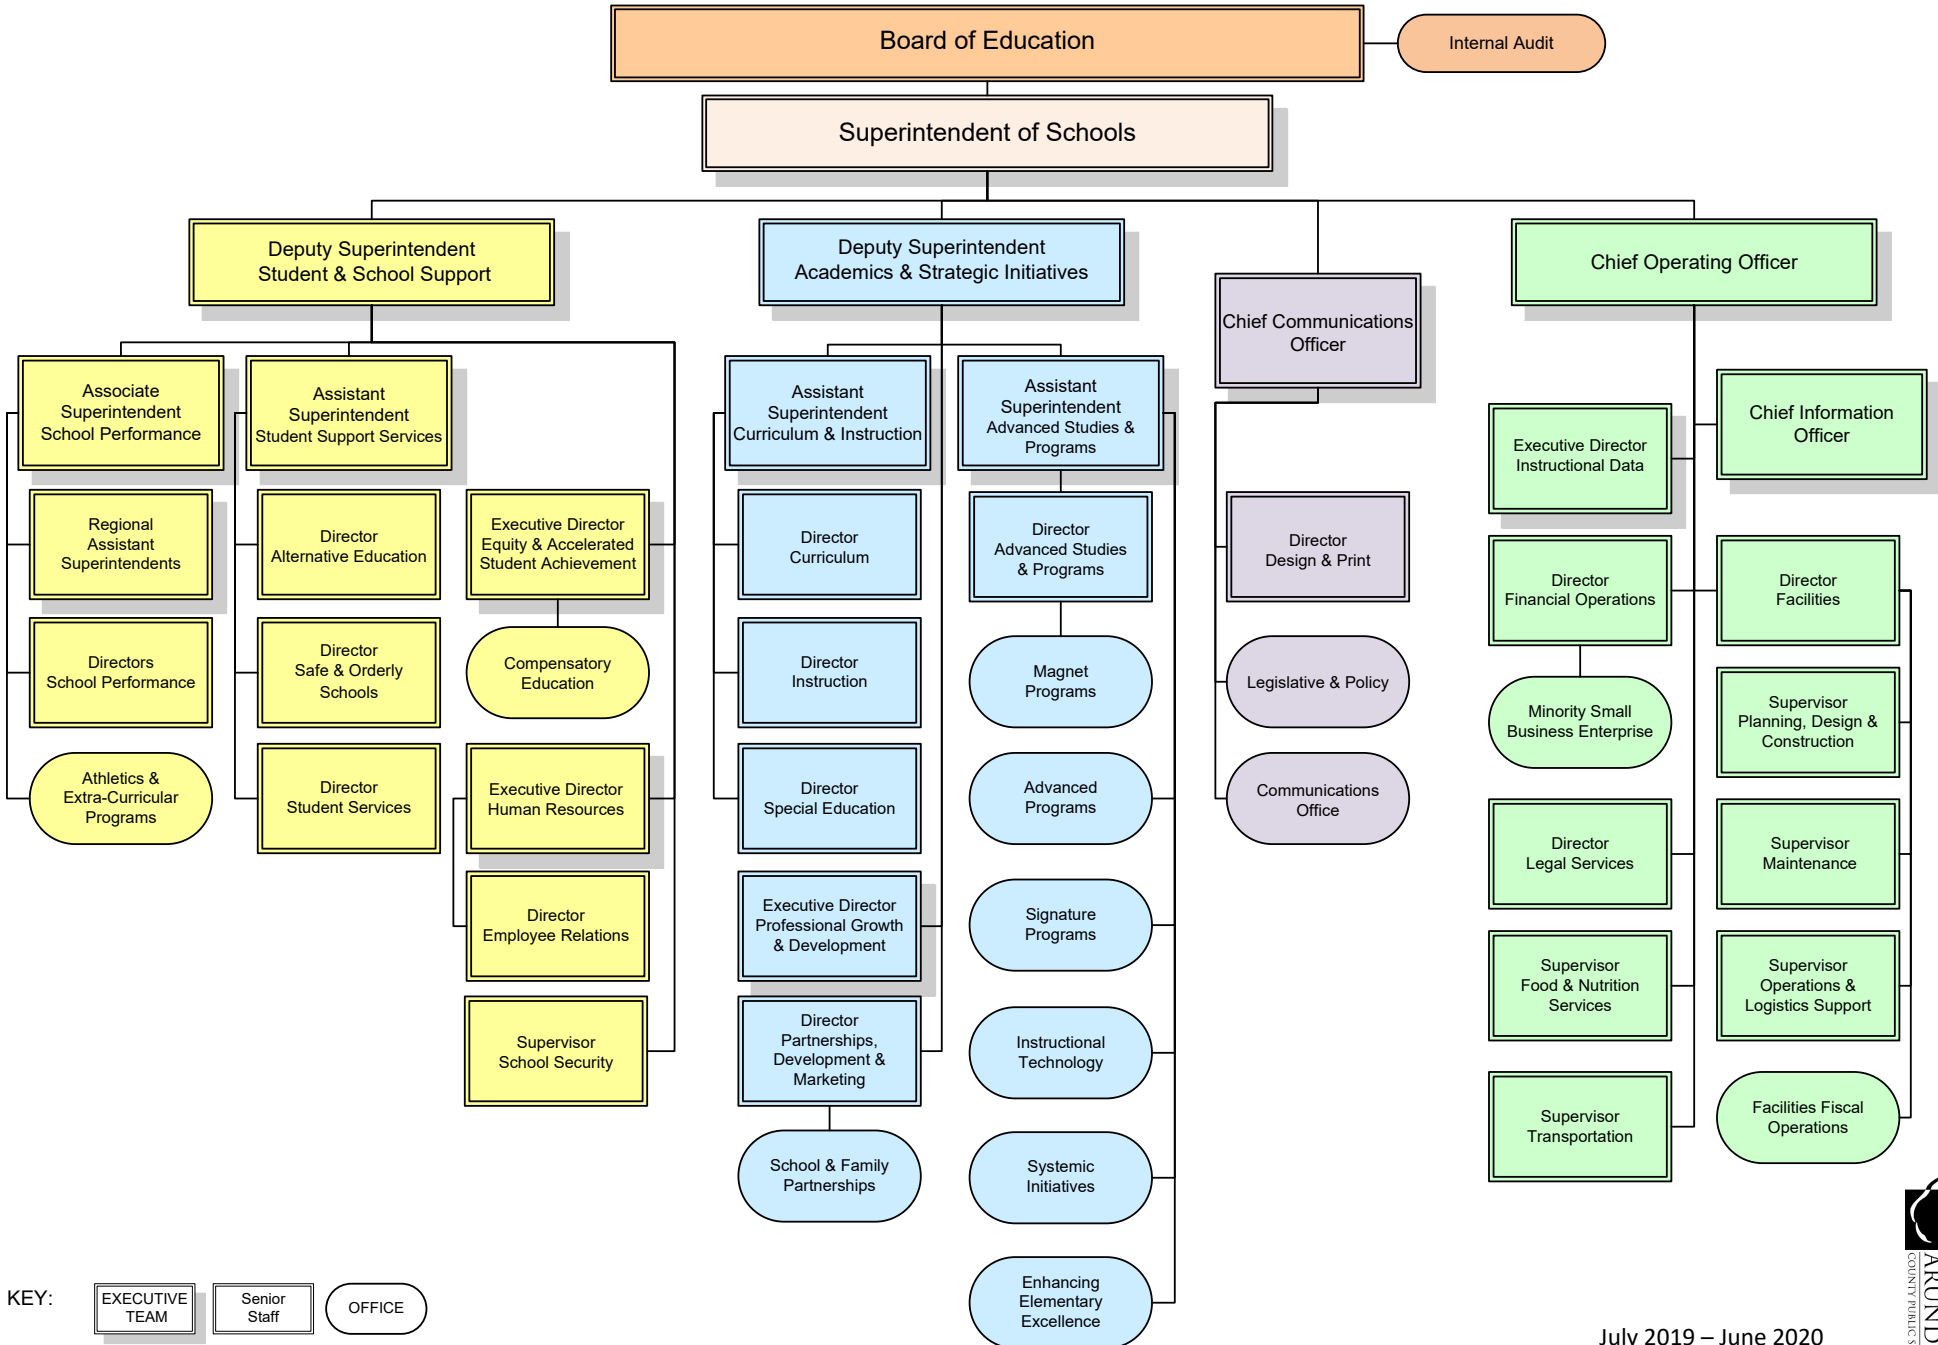 Board of Education
Internal Audit
Superintendent of Schools
Deputy Superintendent
Student & School Support
Deputy Superintendent
Academics & Strategic Initiatives
Chief Communications
Officer
Chief Operating Officer
Associate
Superintendent
School Performance
Assistant
Superintendent
Student Support Services
Assistant
Superintendent
Curriculum & Instruction
Assistant
Superintendent
Advanced Studies &
Programs
Executive Director
Instructional Data
Chief Information
Officer
Regional
Assistant
Superintendents
Director
Alternative Education
Executive Director
Equity & Accelerated
Student Achievement
Director
Curriculum
Director
Advanced Studies
& Programs
Director
Design & Print
Director
Financial Operations
Director
Facilities
Directors
School Performance
Director
Safe & Orderly
Schools
Compensatory
Education
Director
Instruction
Magnet
Programs
Legislative & Policy
Minority Small
Business Enterprise
Supervisor
Planning, Design &
Construction
Athletics &
Extra-Curricular
Programs
Director
Student Services
Executive Director
Human Resources
Director
Special Education
Advanced
Programs
Communications
Office
Director
Legal Services
Supervisor
Maintenance
Director
Employee Relations
Executive Director
Professional Growth
& Development
Signature
Programs
Supervisor
Food & Nutrition
Services
Supervisor
Operations &
Logistics Support
Supervisor
School Security
Director
Partnerships,
Development &
Marketing
Instructional
Technology
Supervisor
Transportation
Facilities Fiscal
Operations
School & Family
Partnerships
Systemic
Initiatives
Enhancing
Elementary
Excellence
KEY:
EXECUTIVE
TEAM
Senior
Staff
OFFICE
July 2019 – June 2020
ARUND
COUNTY PUBLIC S